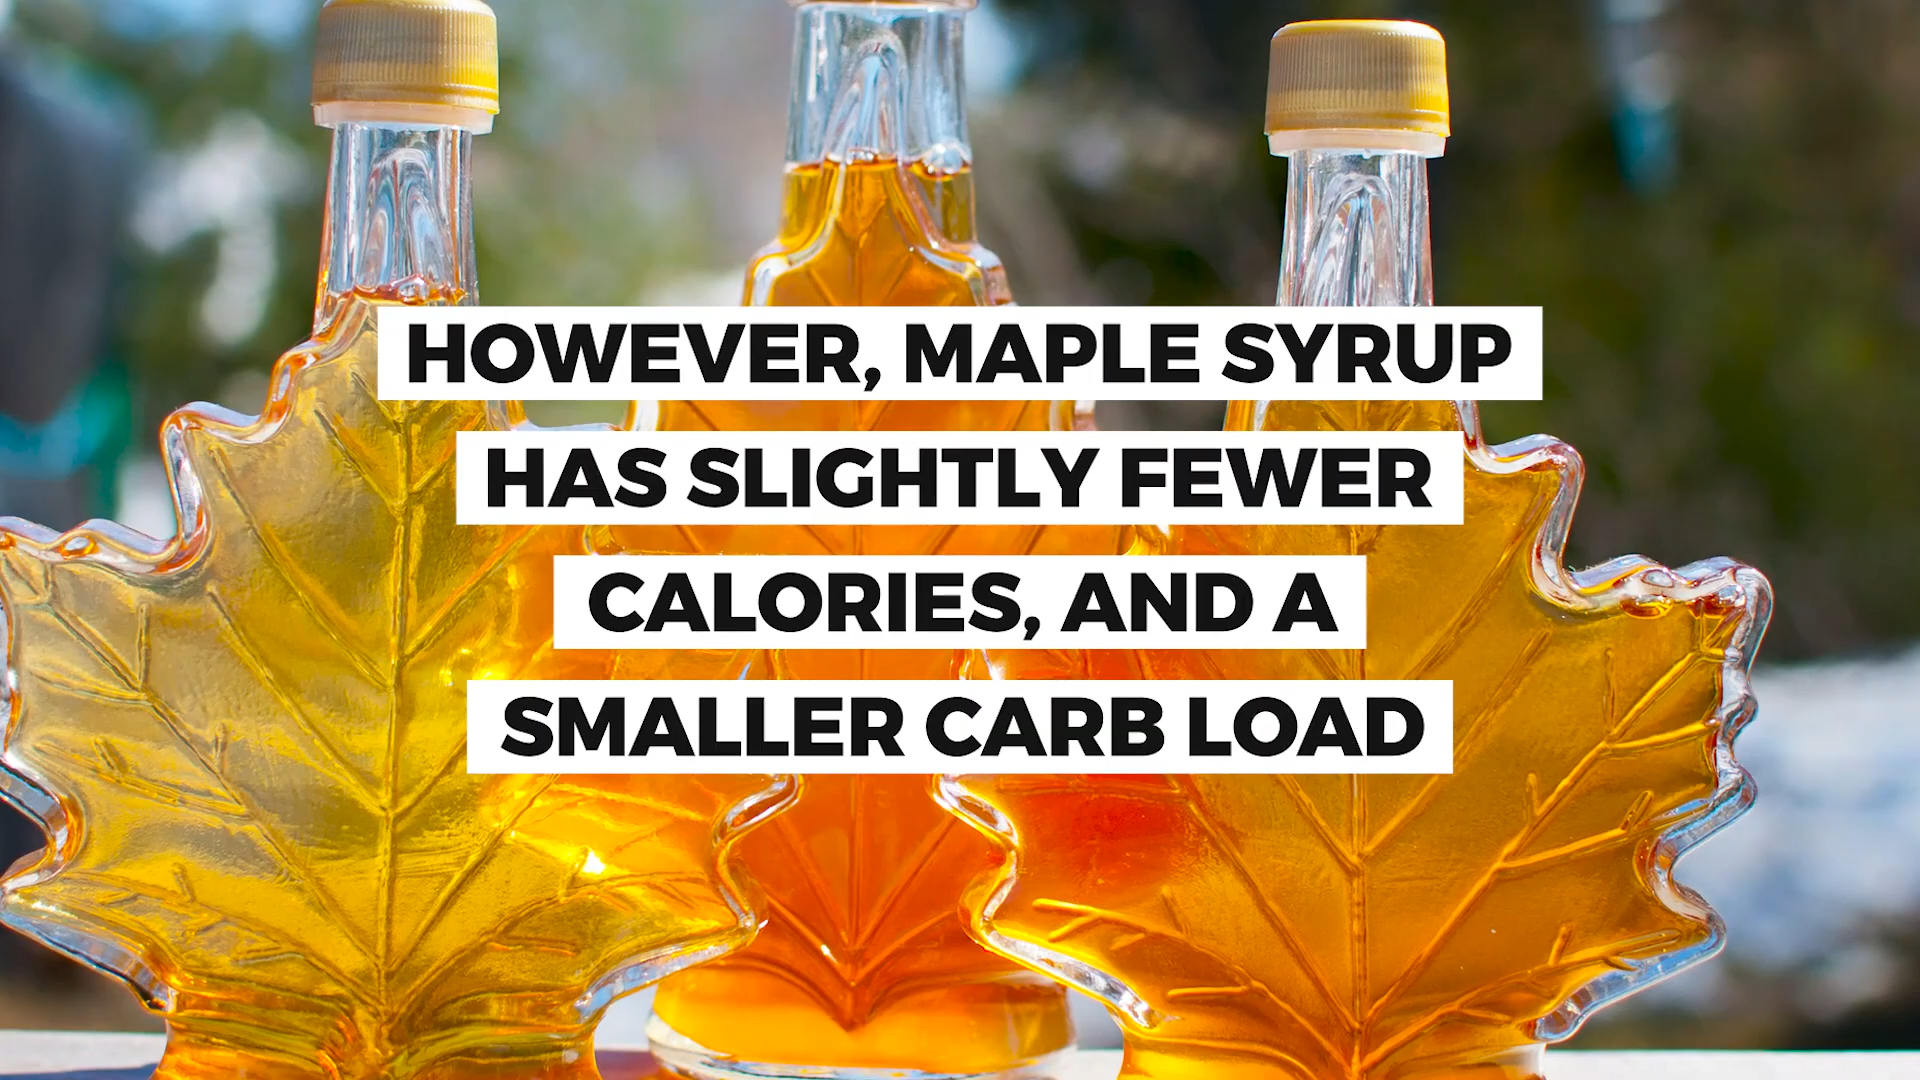 HOWEVER, MAPLE SYRUP
HAS SLIGHTLY FEWER
CALORIES, AND A
SMALLER CARB LOAD